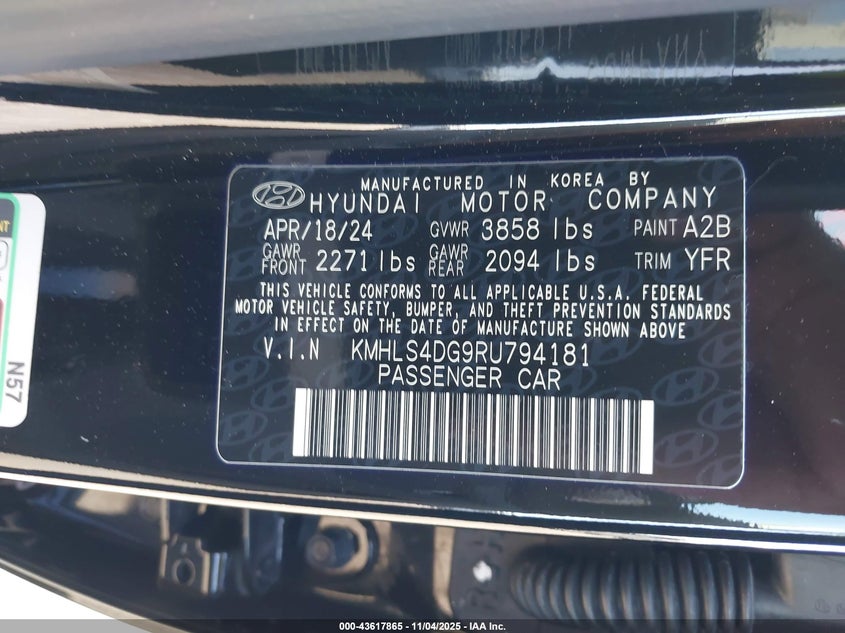 MANUFACTURED IN KOREA BY
HYUNDAI MOTOR COMPANY
APR/18/24 GVWR 3858 lbs PAINT A2B
GAWR FRONT 2271 lbs GAWR REAR 2094 lbs TRIM YFR
THIS VEHICLE CONFORMS TO ALL APPLICABLE U.S.A. FEDERAL
MOTOR VEHICLE SAFETY, BUMPER, AND THEFT PREVENTION STANDARDS
IN EFFECT ON THE DATE OF MANUFACTURE SHOWN ABOVE
V.I.N KMHLS4DG9RU794181
PASSENGER CAR
N57
000-43617865 - 11/04/2025 - IAA Inc.